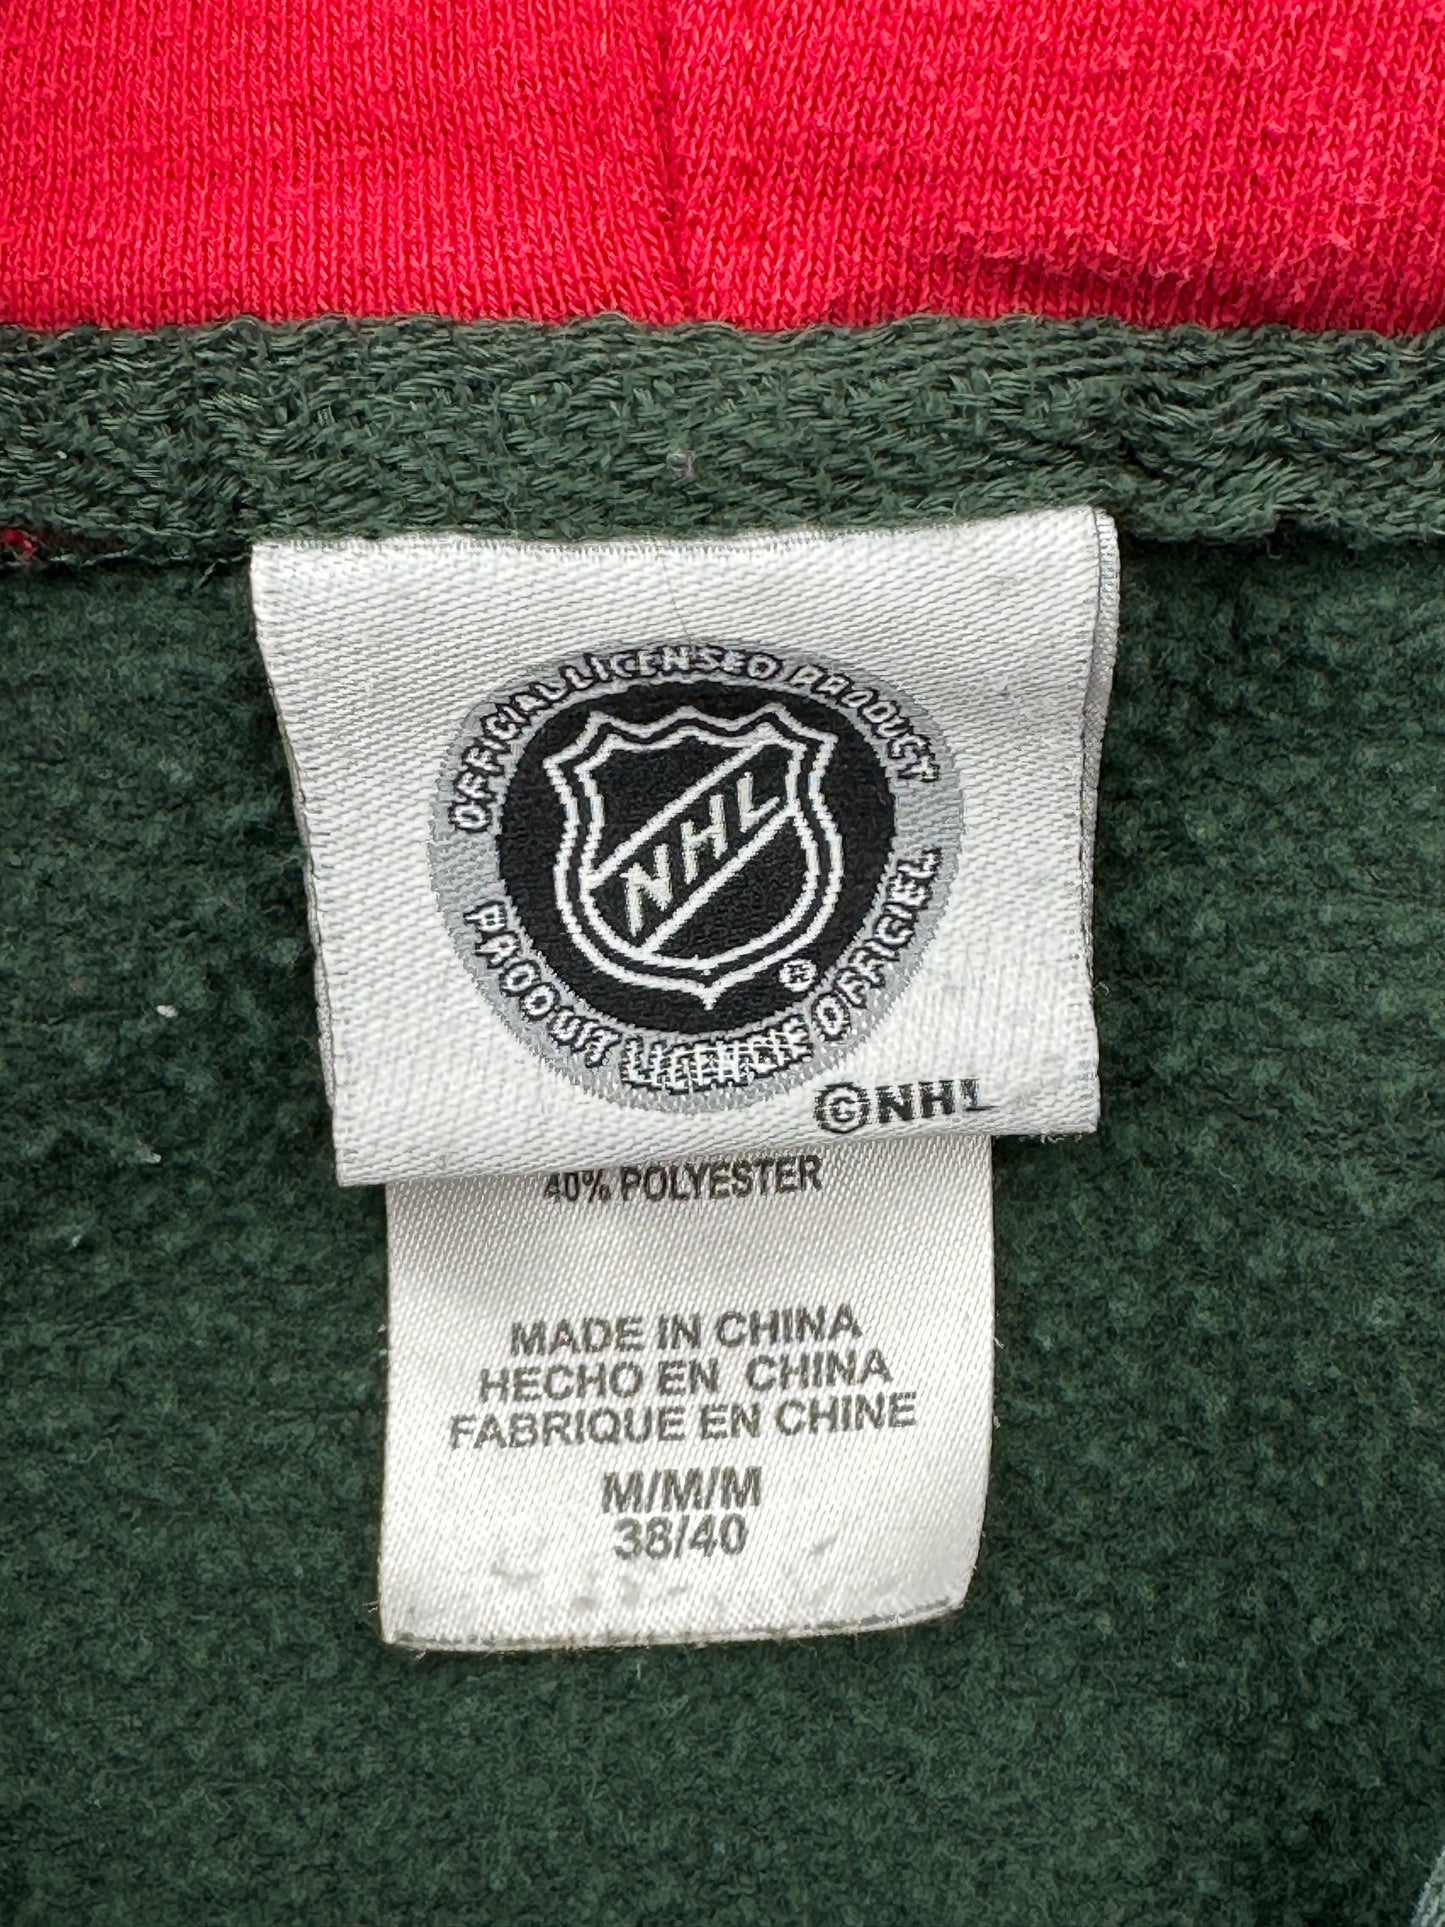 OFFICIAL LICENSED PRODUCT
NHL
®
PRODUIT LICENCIE OFFICIEL
©NHL
40% POLYESTER
MADE IN CHINA
HECHO EN CHINA
FABRIQUE EN CHINE
M/M/M
38/40